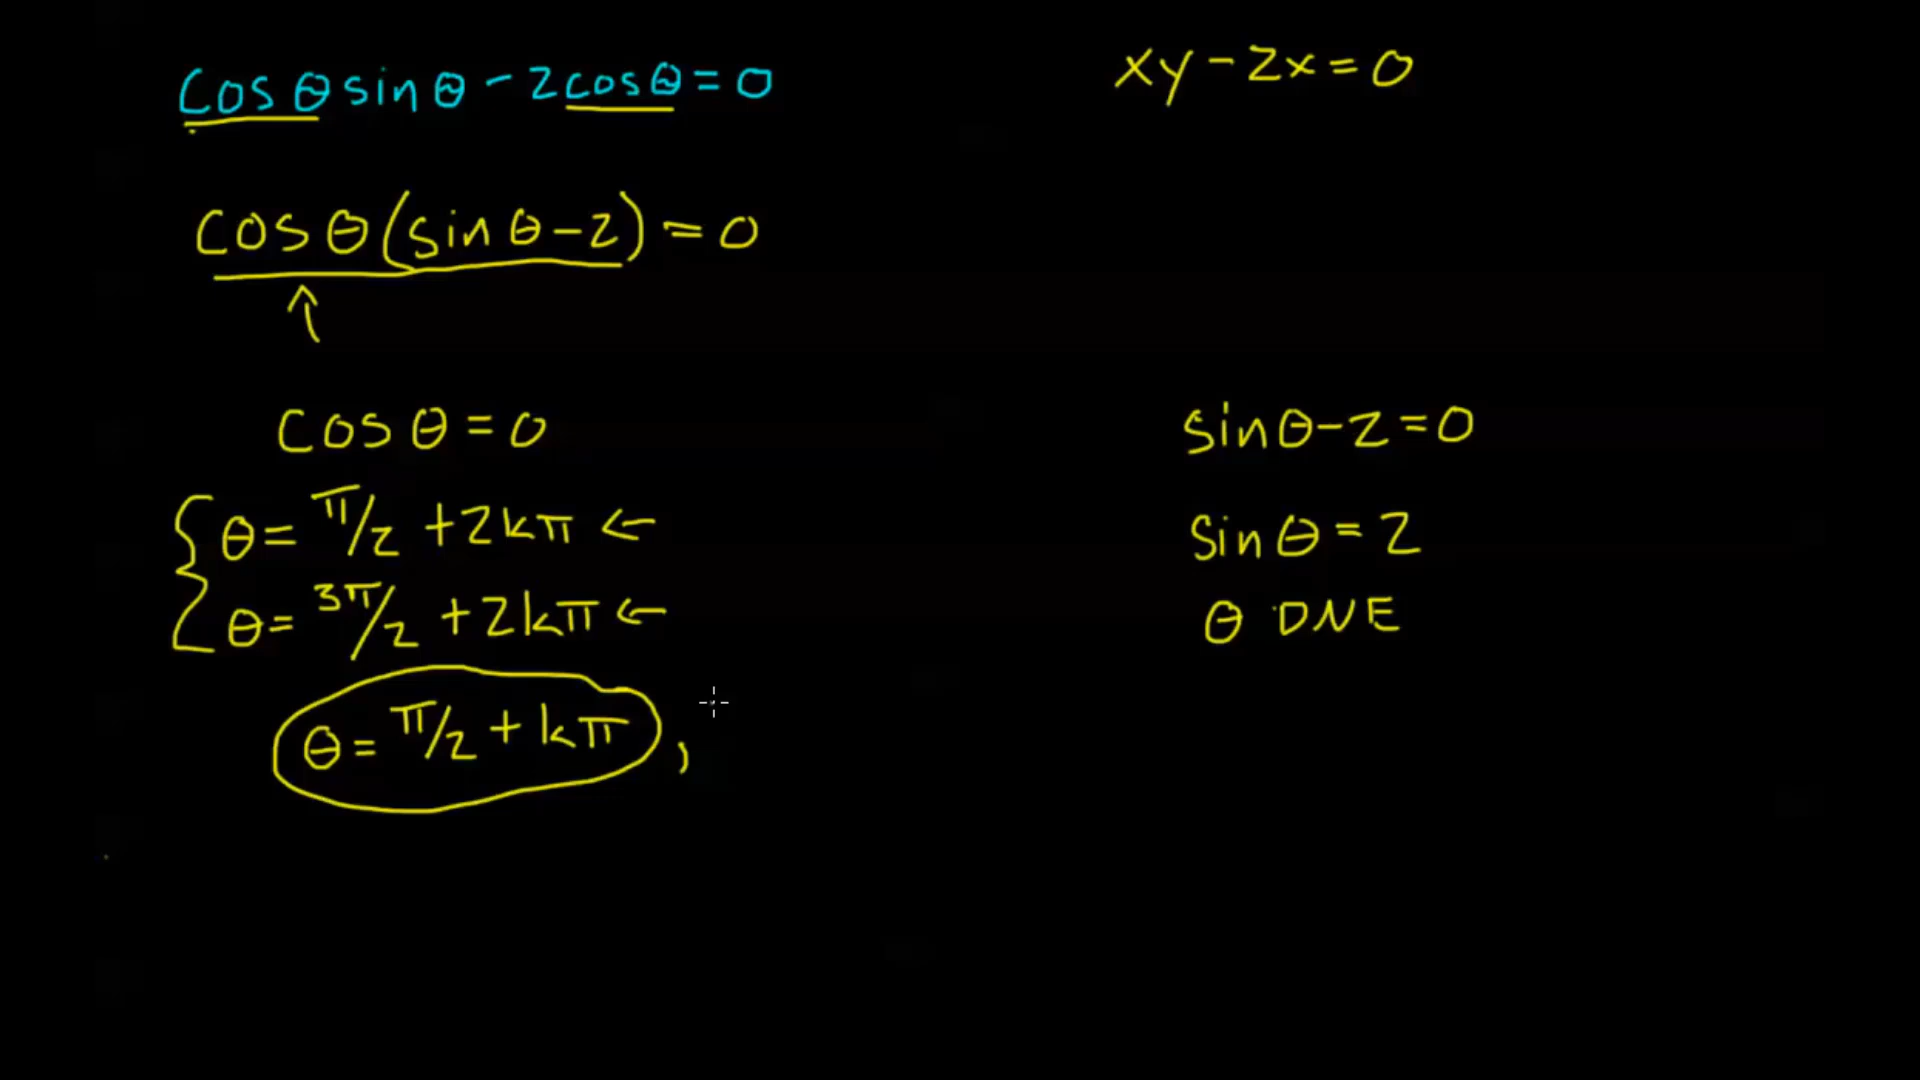 cos θ sin θ - 2cos θ = 0
xy - 2x = 0
cos θ (sin θ - 2) = 0
cos θ = 0
sin θ - 2 = 0
θ = π/2 + 2kπ ←
sin θ = 2
θ = 3π/2 + 2kπ ←
θ DNE
θ = π/2 + kπ ,